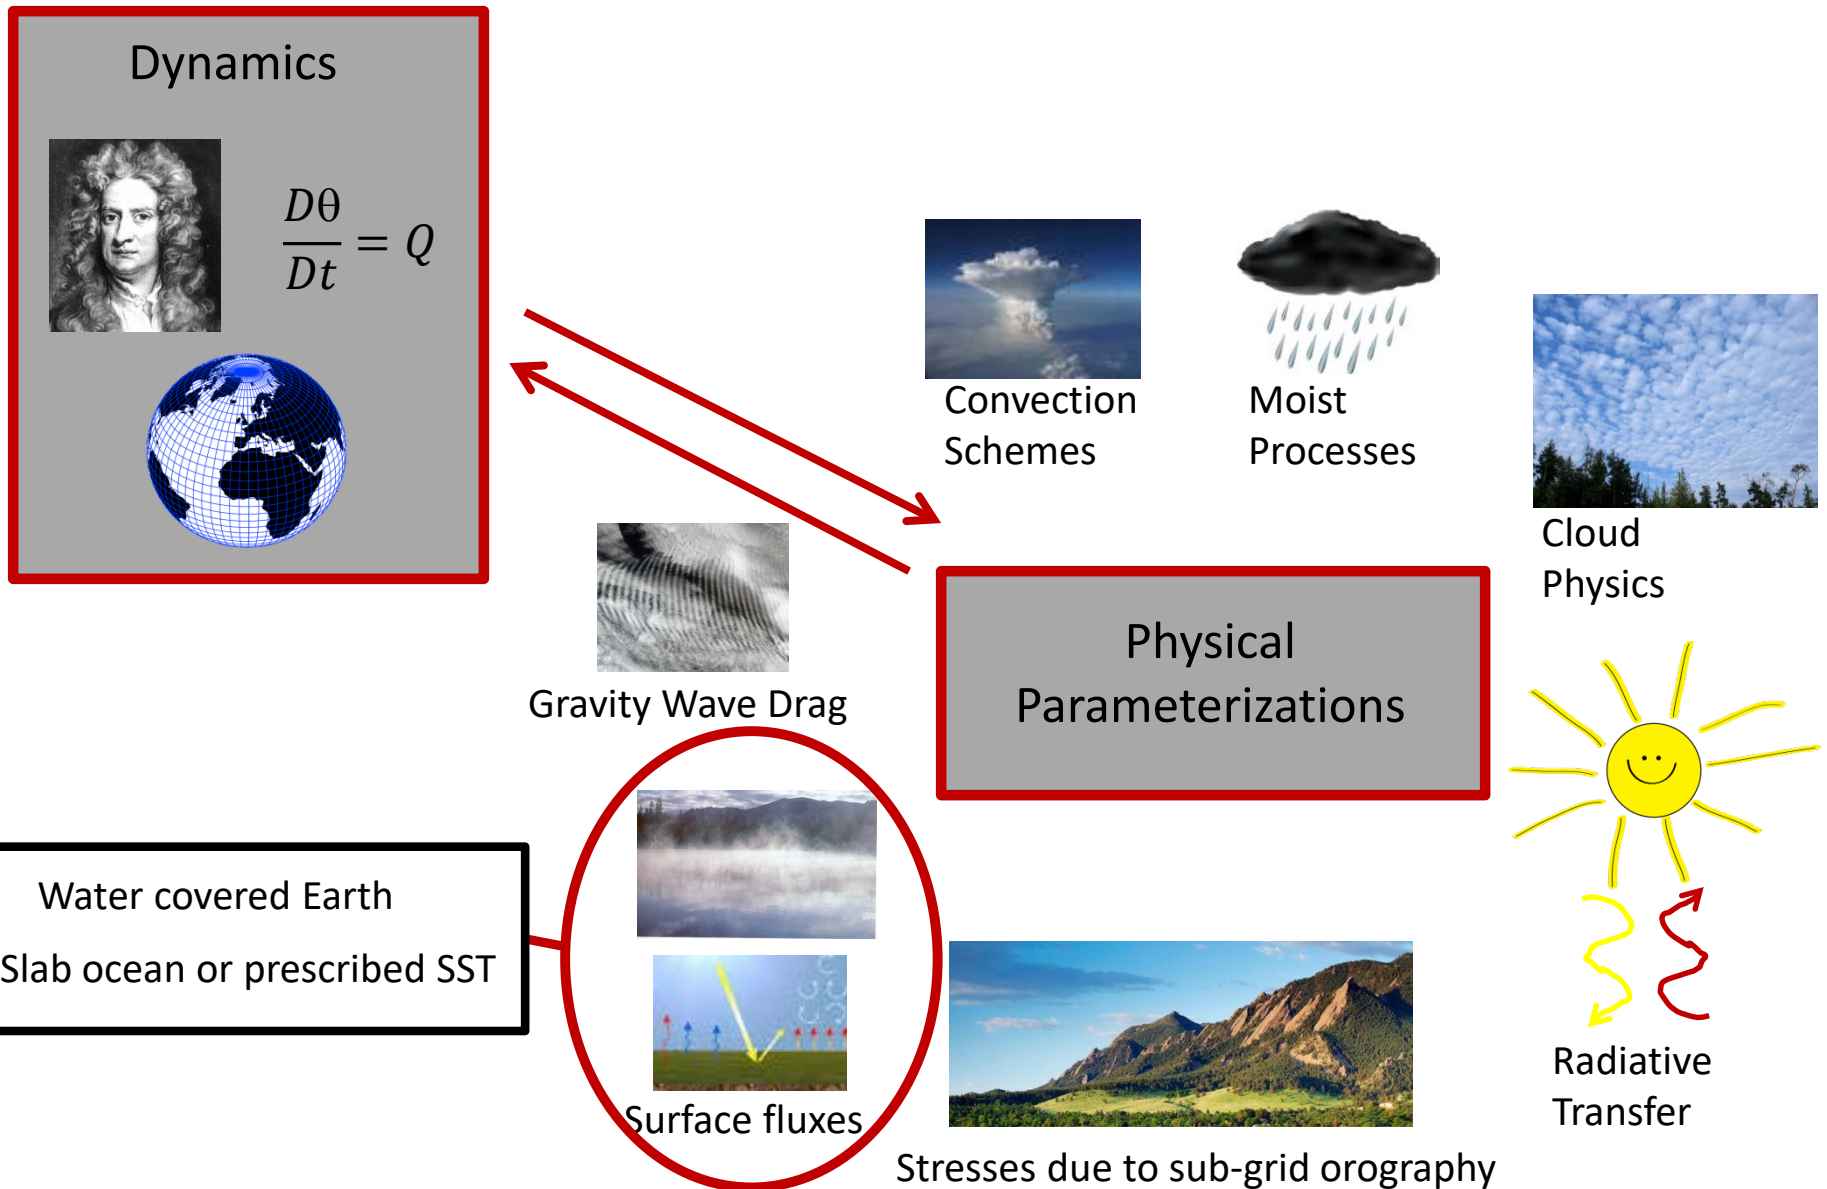 Dynamics
Dθ
Dt
= Q
Convection
Schemes
Moist
Processes
Cloud
Physics
Gravity Wave Drag
Physical
Parameterizations
Water covered Earth
Slab ocean or prescribed SST
Surface fluxes
Radiative
Transfer
Stresses due to sub-grid orography